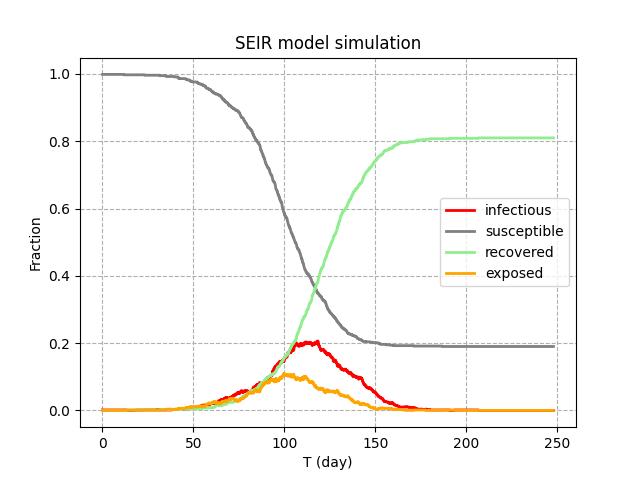 SEIR model simulation
Fraction
1.0
0.8
0.6
0.4
0.2
0.0
infectious
susceptible
recovered
exposed
0
50
100
150
200
250
T (day)